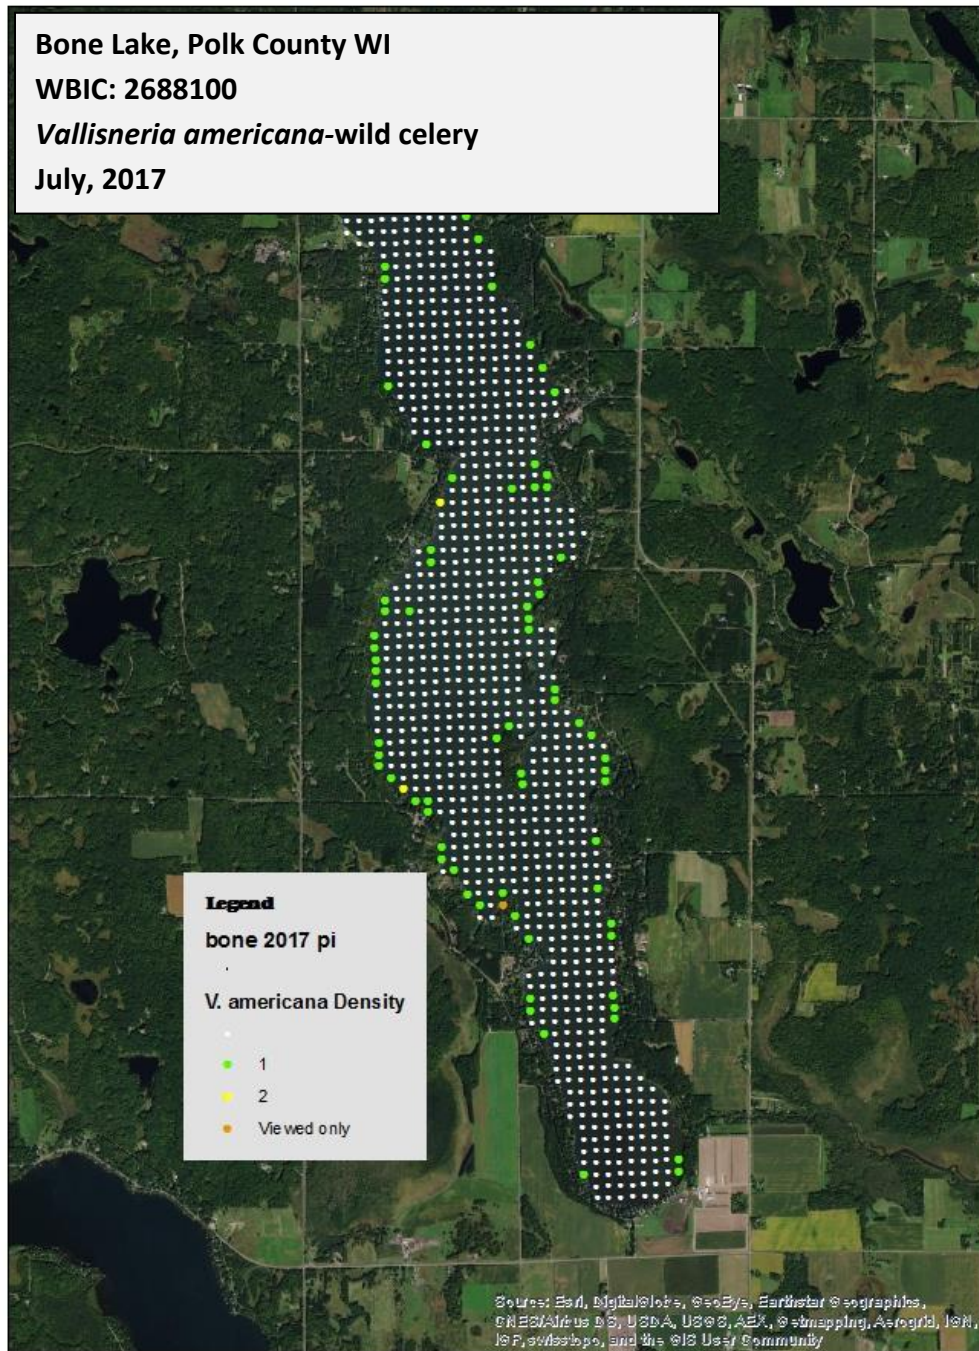 Bone Lake, Polk County WI
WBIC: 2688100
Vallisneria americana-wild celery
July, 2017
Legend
bone 2017 pi
V. americana Density
1
2
Viewed only
Source: Esri, DigitalGlobe, GeoEye, Earthstar Geographics,
CNES/Airbus DS, USDA, USGS, AEX, Getmapping, Aerogrid, IGN,
IGP, swisstopo, and the GIS User Community